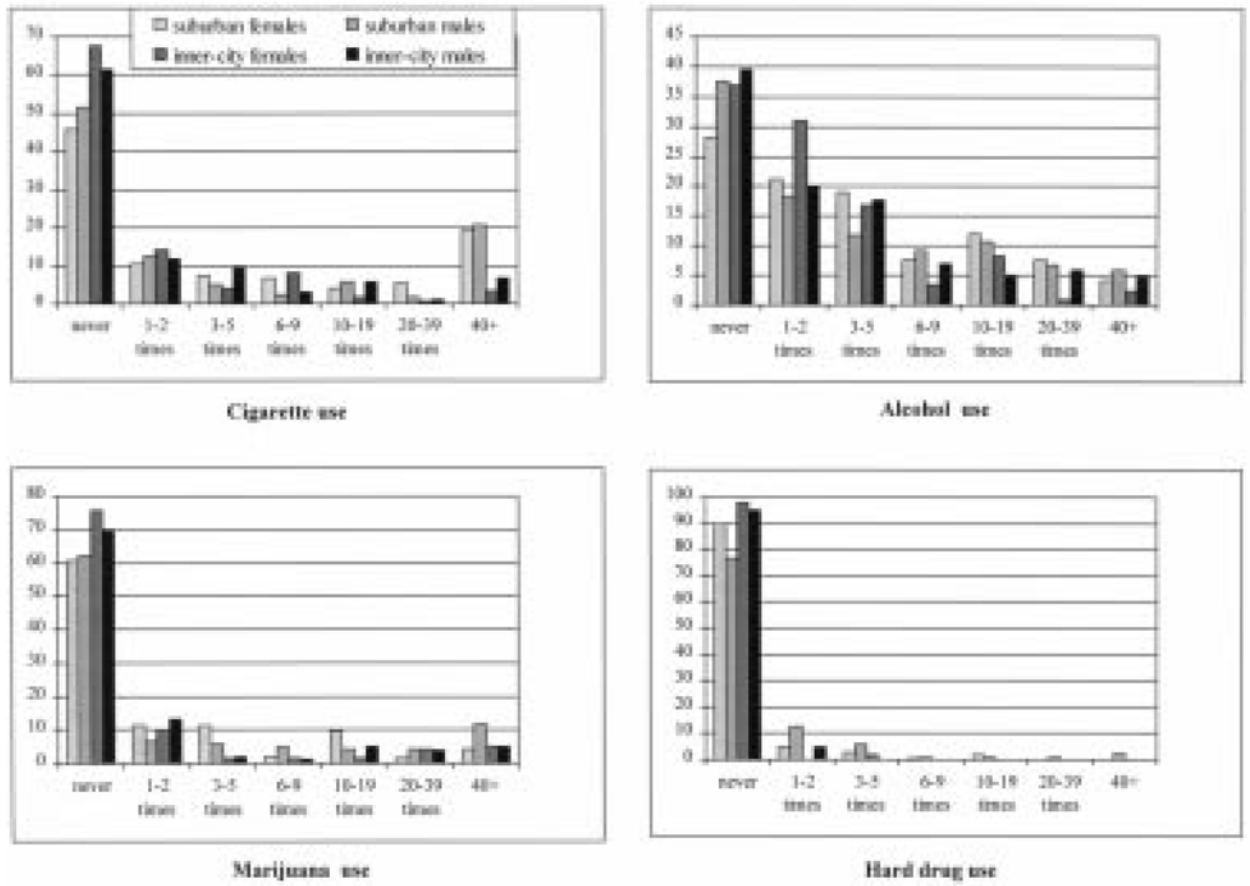 suburban females suburban males
inner-city females inner-city males
70
60
50
40
30
20
10
0
never 1-2 3-5 6-9 10-19 20-39 40+
times times times times times
Cigarette use
45
40
35
30
25
20
15
10
5
0
never 1-2 3-5 6-9 10-19 20-39 40+
times times times times times
Alcohol use
80
70
60
50
40
30
20
10
0
never 1-2 3-5 6-9 10-19 20-39 40+
times times times times times
Marijuana use
100
90
80
70
60
50
40
30
20
10
0
never 1-2 3-5 6-9 10-19 20-39 40+
times times times times times
Hard drug use